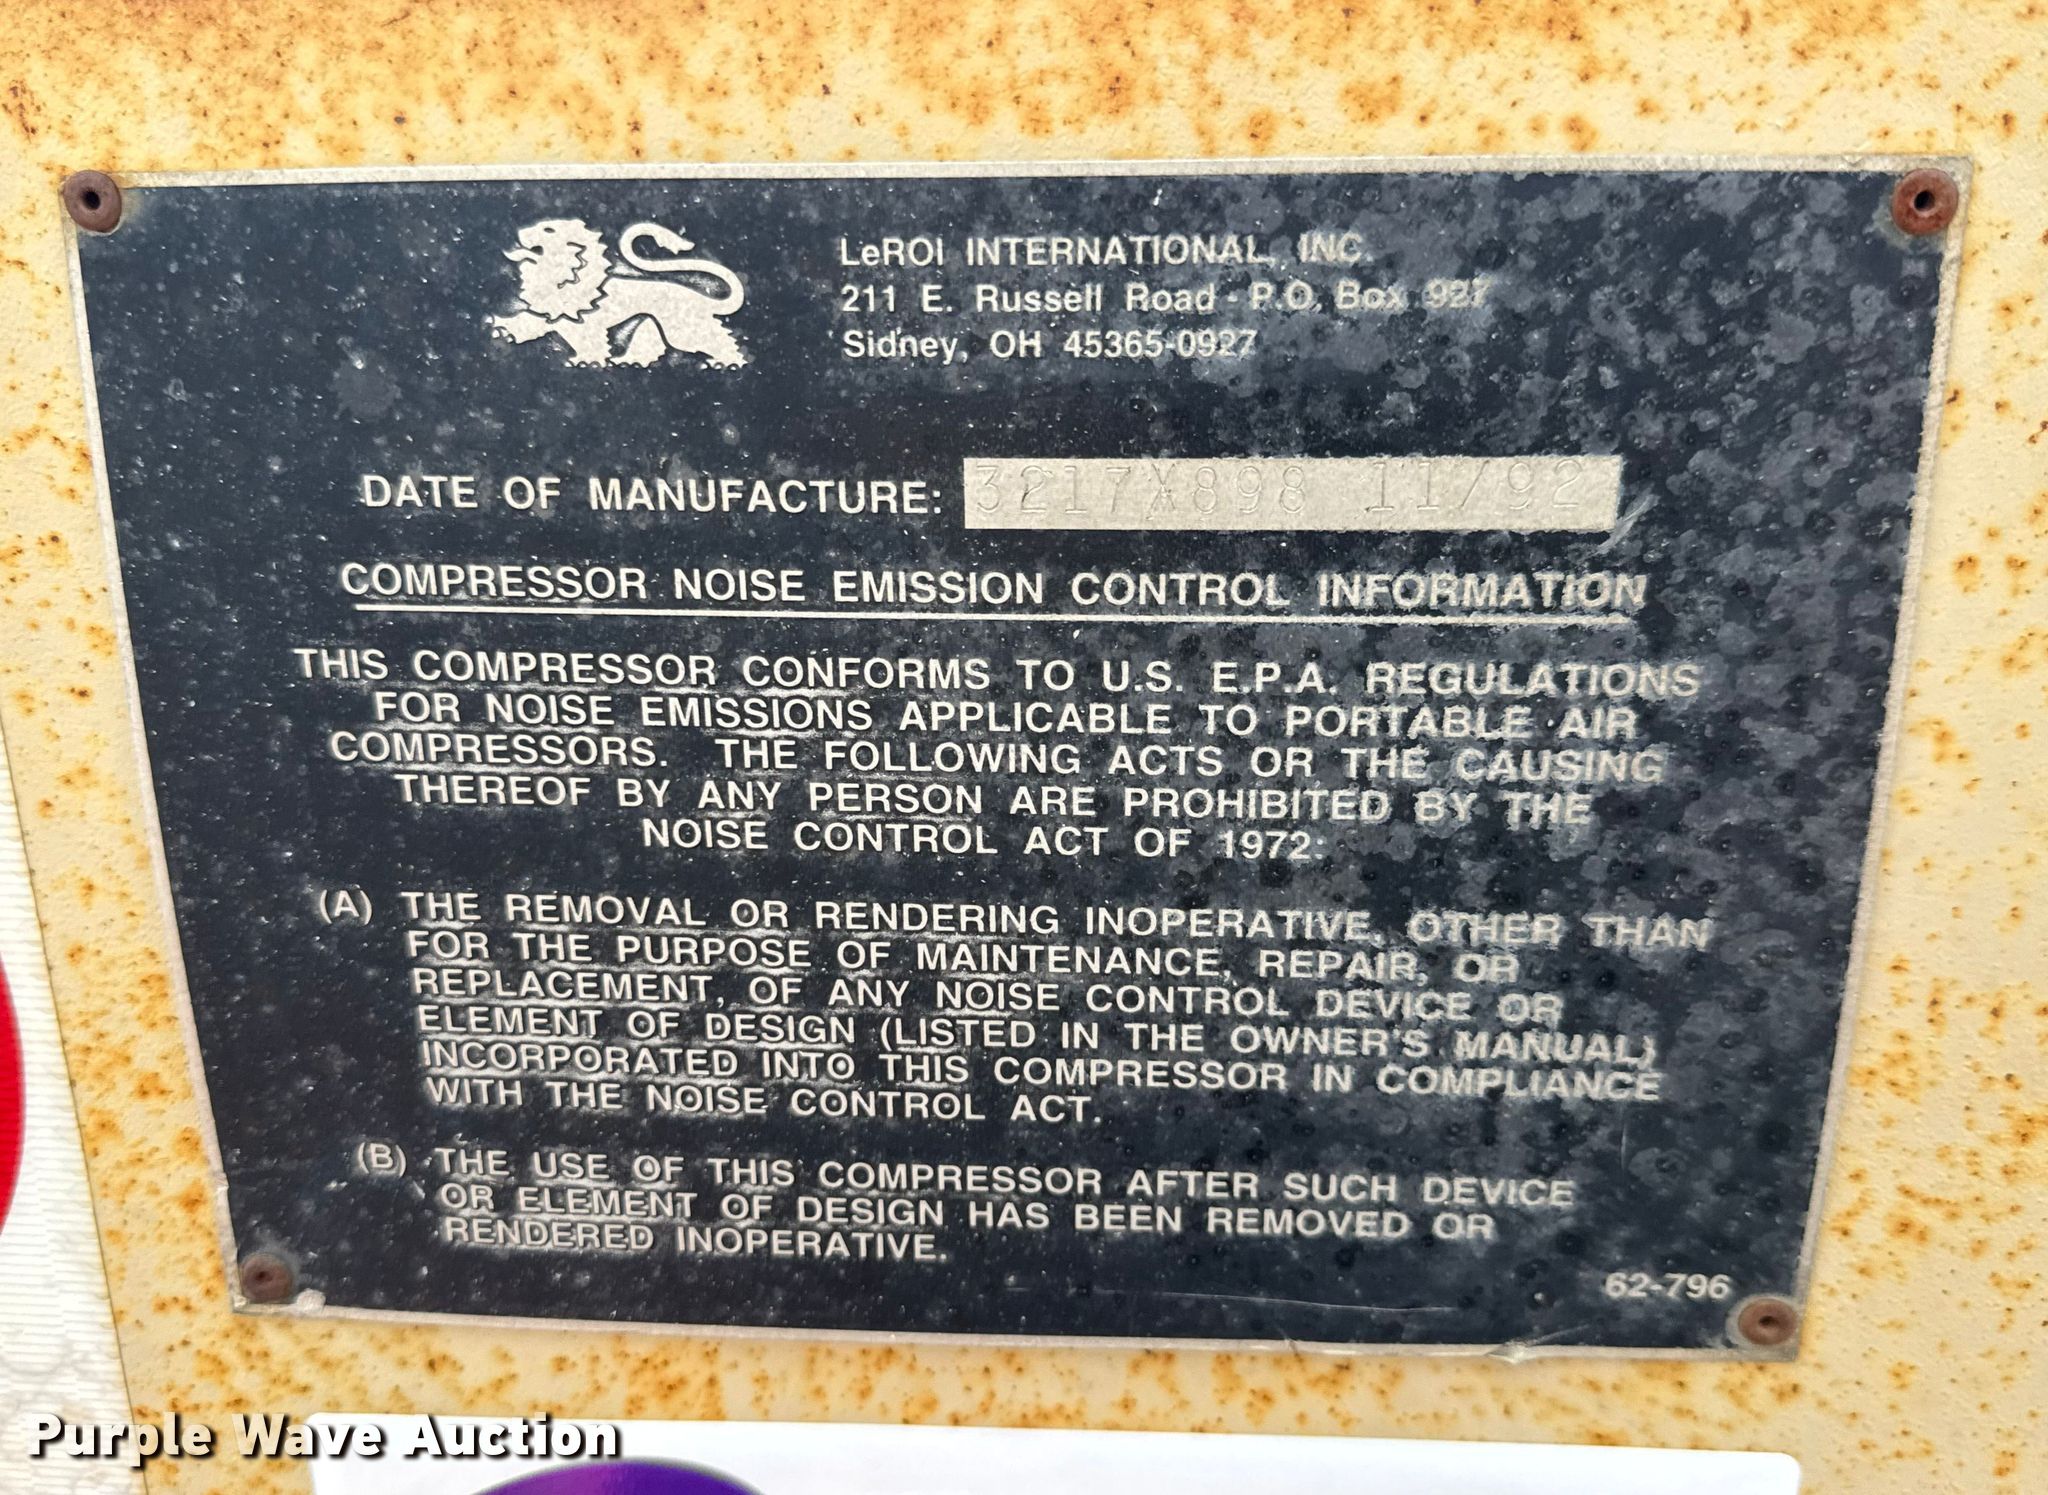 LeROI INTERNATIONAL, INC.
211 E. Russell Road - P.O. Box 927
Sidney, OH 45365-0927
DATE OF MANUFACTURE: 3217X898 11/92
COMPRESSOR NOISE EMISSION CONTROL INFORMATION
THIS COMPRESSOR CONFORMS TO U.S. E.P.A. REGULATIONS
FOR NOISE EMISSIONS APPLICABLE TO PORTABLE AIR
COMPRESSORS. THE FOLLOWING ACTS OR THE CAUSING
THEREOF BY ANY PERSON ARE PROHIBITED BY THE
NOISE CONTROL ACT OF 1972:
(A) THE REMOVAL OR RENDERING INOPERATIVE, OTHER THAN
FOR THE PURPOSE OF MAINTENANCE, REPAIR, OR
REPLACEMENT, OF ANY NOISE CONTROL DEVICE OR
ELEMENT OF DESIGN (LISTED IN THE OWNER'S MANUAL)
INCORPORATED INTO THIS COMPRESSOR IN COMPLIANCE
WITH THE NOISE CONTROL ACT.
(B) THE USE OF THIS COMPRESSOR AFTER SUCH DEVICE
OR ELEMENT OF DESIGN HAS BEEN REMOVED OR
RENDERED INOPERATIVE.
62-796
Purple Wave Auction